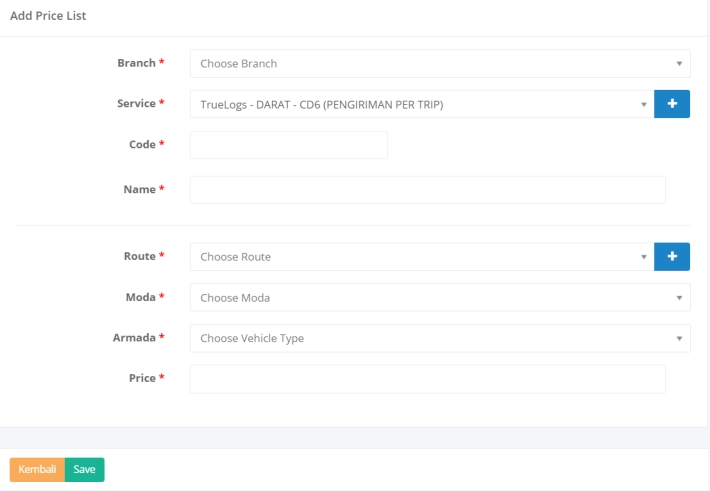 Add Price List
Branch * Choose Branch
Service * TrueLogs - DARAT - CD6 (PENGIRIMAN PER TRIP)
Code *
Name *
Route * Choose Route
Moda * Choose Moda
Armada * Choose Vehicle Type
Price *
Kembali Save